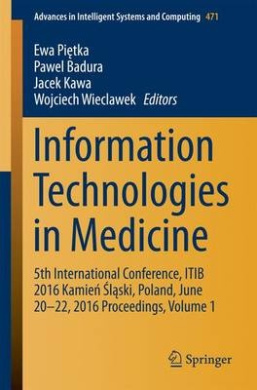 Advances in Intelligent Systems and Computing 471
Ewa Piętka
Pawel Badura
Jacek Kawa
Wojciech Wieclawek Editors
Information
Technologies
in Medicine
5th International Conference, ITIB
2016 Kamień Śląski, Poland, June
20–22, 2016 Proceedings, Volume 1
Springer